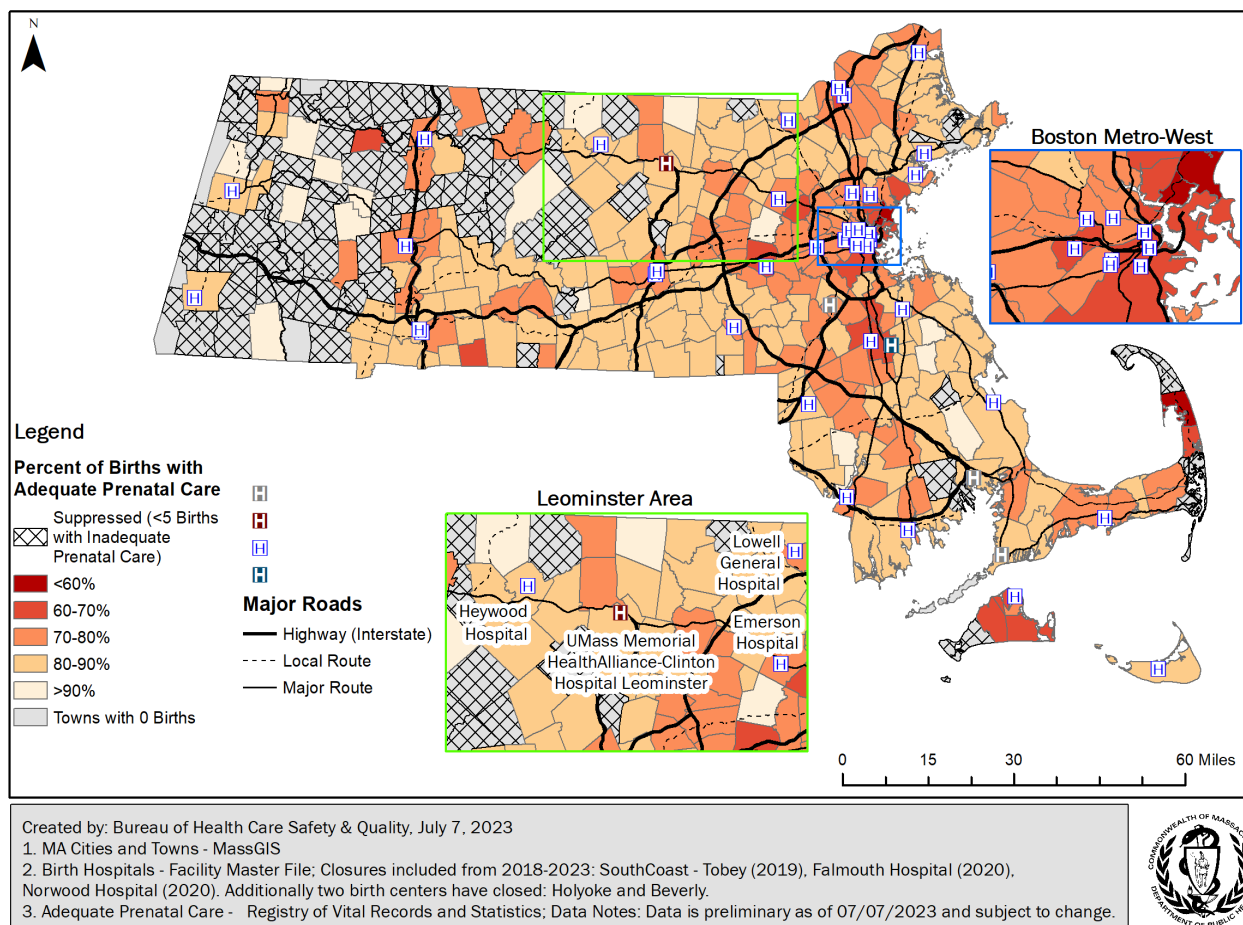 N
Boston Metro-West
Legend
Percent of Births with
Adequate Prenatal Care
Suppressed (<5 Births
with Inadequate
Prenatal Care)
<60%
60-70%
70-80%
80-90%
>90%
Towns with 0 Births
H
H
H
H
Major Roads
Highway (Interstate)
Local Route
Major Route
Leominster Area
Lowell
General
Hospital
Heywood
Hospital
Emerson
Hospital
UMass Memorial
HealthAlliance-Clinton
Hospital Leominster
0 15 30 60 Miles
Created by: Bureau of Health Care Safety & Quality, July 7, 2023
1. MA Cities and Towns - MassGIS
2. Birth Hospitals - Facility Master File; Closures included from 2018-2023: SouthCoast - Tobey (2019), Falmouth Hospital (2020),
Norwood Hospital (2020). Additionally two birth centers have closed: Holyoke and Beverly.
3. Adequate Prenatal Care - Registry of Vital Records and Statistics; Data Notes: Data is preliminary as of 07/07/2023 and subject to change.
COMMONWEALTH OF
DEPARTMENT OF PUBLIC